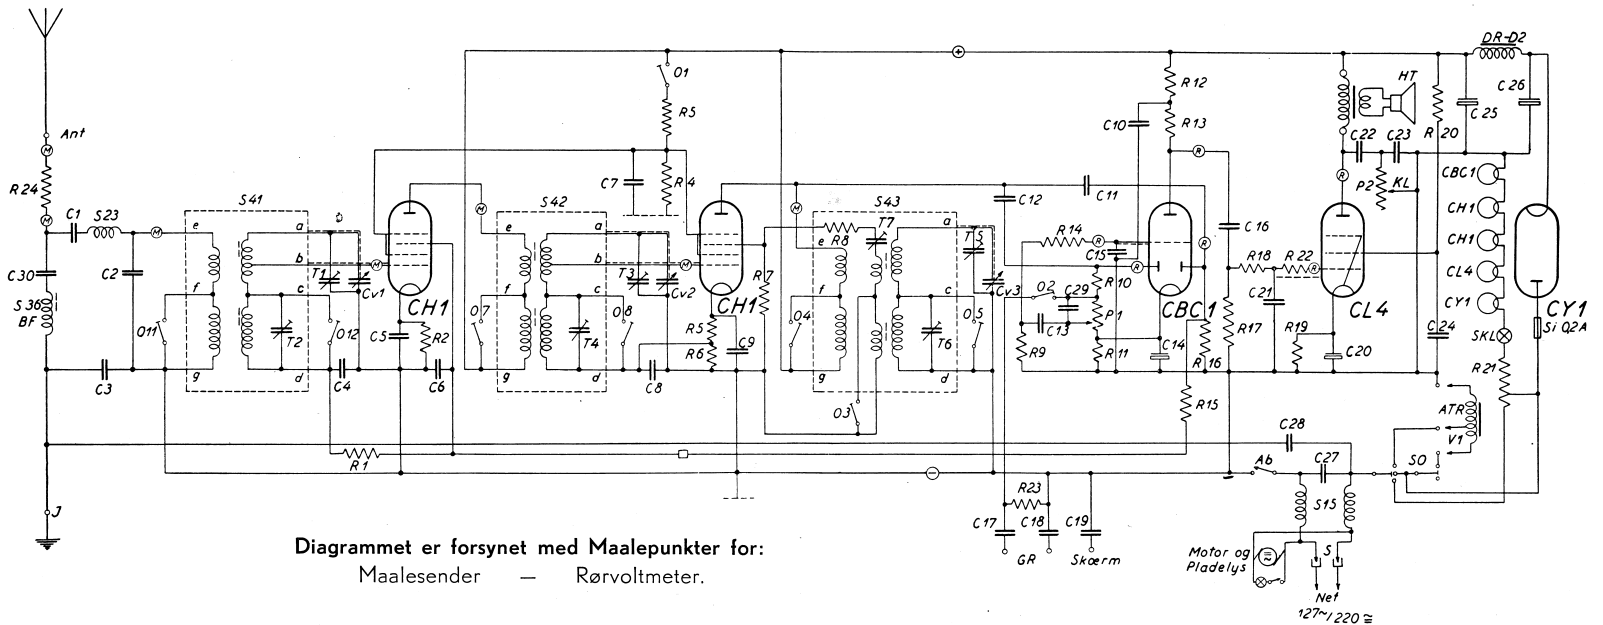 Ant
R24
C1
S23
C30
S36
BF
C2
C3
J
O11
S41
e
f
g
a
b
c
d
T1
Cv1
T2
O12
C4
R1
CH1
C5
R2
C6
O1
R5
R4
C7
S42
e
f
g
a
b
c
d
O7
T3
Cv2
T4
O8
C8
CH1
R5
R6
C9
R7
S43
e
f
g
a
c
d
R8
T7
T5
Cv3
T6
O4
O5
O3
C12
C11
C10
R12
R13
R14
C15
R10
O2
C29
C13
P1
R9
R11
C14
CBC1
R16
R15
C16
R17
R18
R22
C21
R19
C20
CL4
HT
C22
C23
P2
KL
R20
DR-D2
C25
C26
CBC1
CH1
CH1
CL4
CY1
SKL
CY1
Si 0,2A
C24
R21
ATR
V1
SO
C28
C27
Ab
S15
S
Motor og
Pladelys
Net
127~/220≂
R23
C17
C18
C19
GR
Skærm
Diagrammet er forsynet med Maalepunkter for:
Maalesender — Rørvoltmeter.